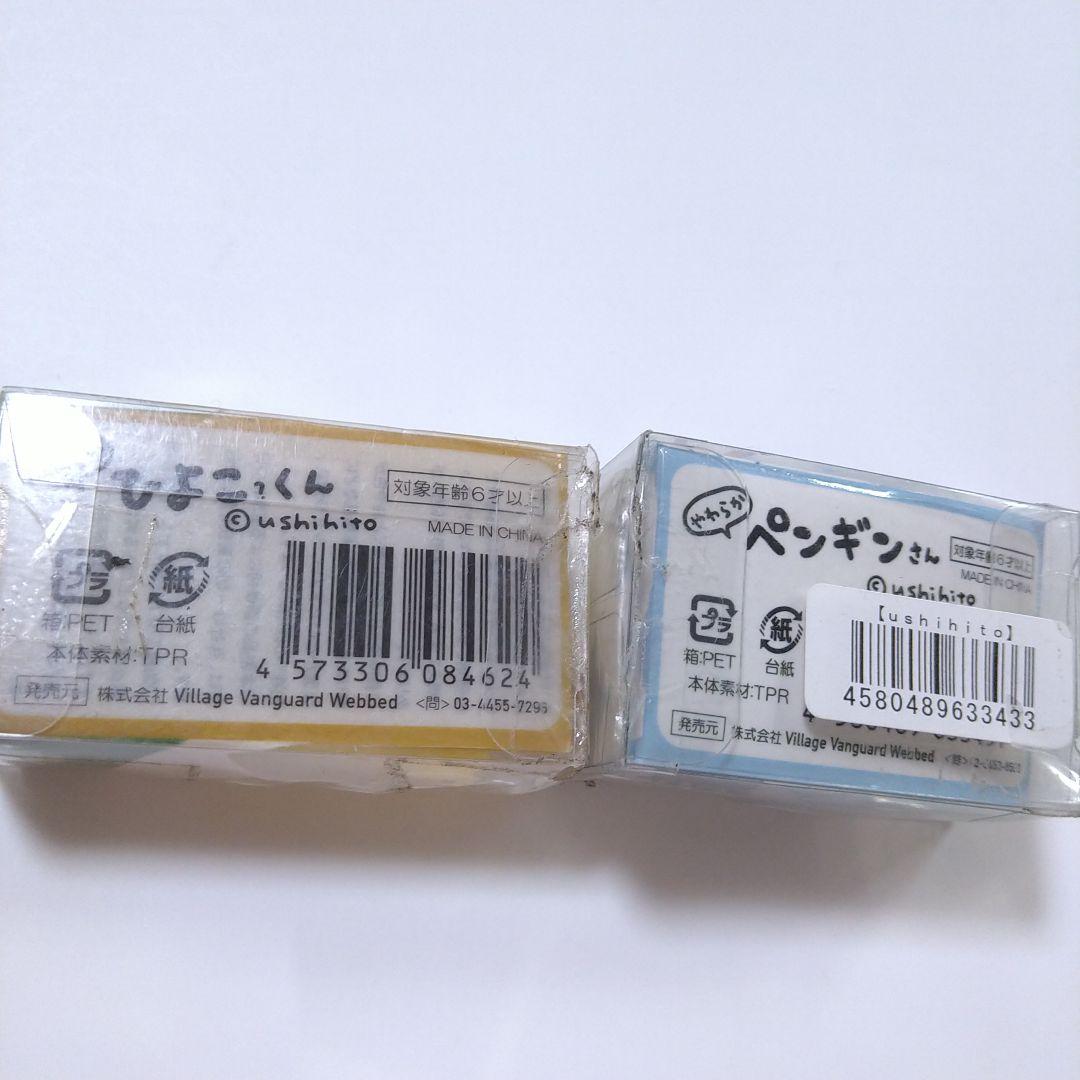 ひよこっくん
対象年齢6才以上
©ushihito
MADE IN CHINA
プラ
紙
箱:PET
台紙
本体素材:TPR
4 573306 084624
発売元
株式会社 Village Vanguard Webbed
<問> 03-4455-7295
やわらか
ペンギンさん
対象年齢6才以上
MADE IN CHINA
©ushihito
プラ
紙
箱:PET
台紙
本体素材:TPR
【ushihito】
4580489633433
発売元
株式会社 Village Vanguard Webbed
<問>